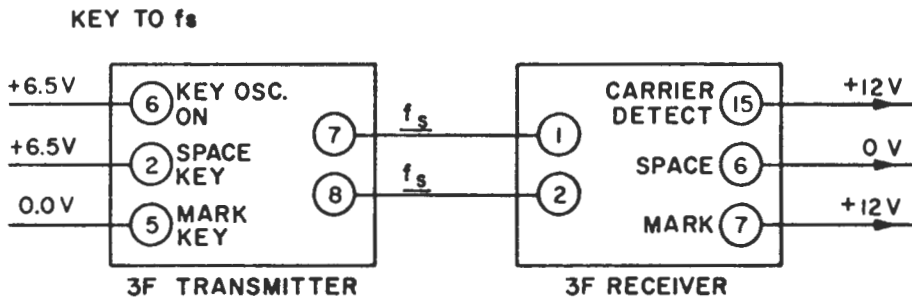 KEY TO fs
+6.5V
6
KEY OSC.
ON
+6.5V
2
SPACE
KEY
0.0V
5
MARK
KEY
7
8
3F TRANSMITTER
fs
fs
1
2
CARRIER
DETECT
15
+12V
SPACE
6
0V
MARK
7
+12V
3F RECEIVER